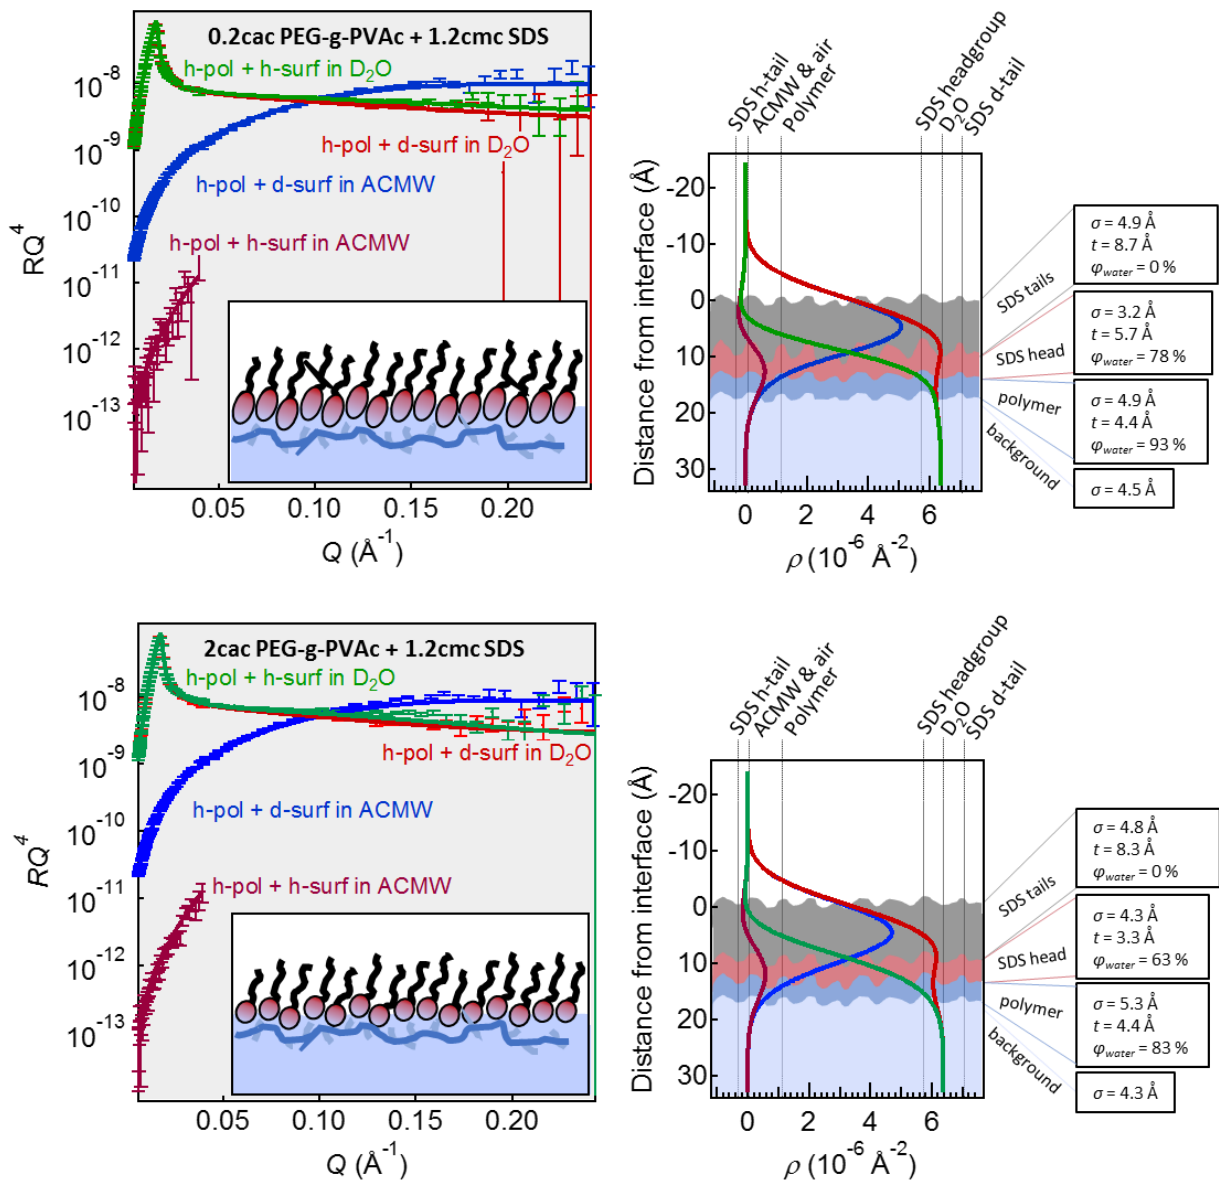 0.2cac PEG-g-PVAc + 1.2cmc SDS
h-pol + h-surf in D₂O
h-pol + d-surf in D₂O
h-pol + d-surf in ACMW
h-pol + h-surf in ACMW
RQ⁴
10⁻⁸
10⁻⁹
10⁻¹⁰
10⁻¹¹
10⁻¹²
10⁻¹³
0.05 0.10 0.15 0.20
Q (Å⁻¹)
SDS h-tail
ACMW & air
Polymer
SDS headgroup
D₂O
SDS d-tail
Distance from interface (Å)
-20
-10
0
10
20
30
0 2 4 6
ρ (10⁻⁶ Å⁻²)
SDS tails
SDS head
polymer
background
σ = 4.9 Å
t = 8.7 Å
φwater = 0 %
σ = 3.2 Å
t = 5.7 Å
φwater = 78 %
σ = 4.9 Å
t = 4.4 Å
φwater = 93 %
σ = 4.5 Å
2cac PEG-g-PVAc + 1.2cmc SDS
h-pol + h-surf in D₂O
h-pol + d-surf in D₂O
h-pol + d-surf in ACMW
h-pol + h-surf in ACMW
RQ⁴
10⁻⁸
10⁻⁹
10⁻¹⁰
10⁻¹¹
10⁻¹²
10⁻¹³
0.05 0.10 0.15 0.20
Q (Å⁻¹)
SDS h-tail
ACMW & air
Polymer
SDS headgroup
D₂O
SDS d-tail
Distance from interface (Å)
-20
-10
0
10
20
30
0 2 4 6
ρ (10⁻⁶ Å⁻²)
SDS tails
SDS head
polymer
background
σ = 4.8 Å
t = 8.3 Å
φwater = 0 %
σ = 4.3 Å
t = 3.3 Å
φwater = 63 %
σ = 5.3 Å
t = 4.4 Å
φwater = 83 %
σ = 4.3 Å